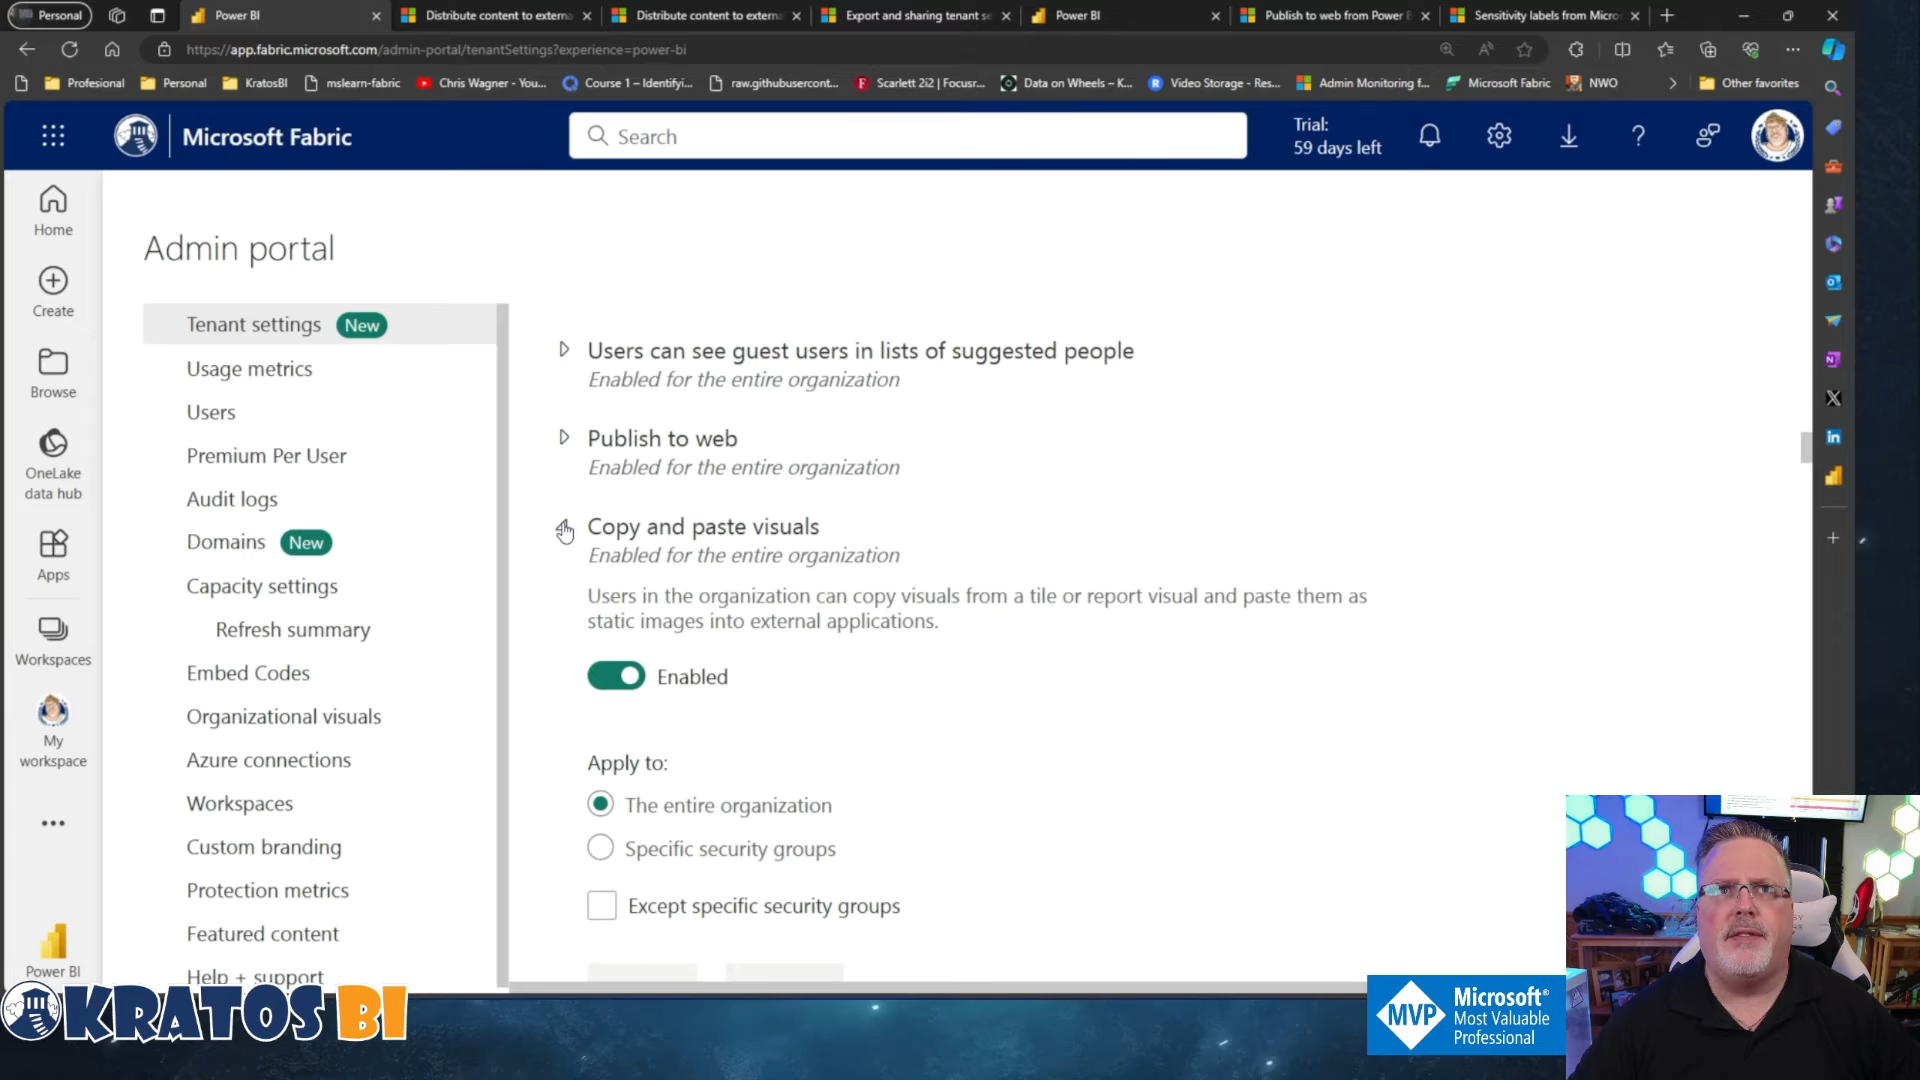 Personal
Power BI
Distribute content to externa
Distribute content to externa
Export and sharing tenant se
Power BI
Publish to web from Power B
Sensitivity labels from Micro
https://app.fabric.microsoft.com/admin-portal/tenantSettings?experience=power-bi
Profesional
Personal
KratosBI
mslearn-fabric
Chris Wagner - You...
Course 1 – Identifyi...
raw.githubusercont...
Scarlett 2i2 | Focusr...
Data on Wheels – K...
Video Storage - Res...
Admin Monitoring f...
Microsoft Fabric
NWO
Other favorites
Microsoft Fabric
Search
Trial:
59 days left
Home
Create
Browse
OneLake
data hub
Apps
Workspaces
My
workspace
Power BI
Admin portal
Tenant settings New
Usage metrics
Users
Premium Per User
Audit logs
Domains New
Capacity settings
Refresh summary
Embed Codes
Organizational visuals
Azure connections
Workspaces
Custom branding
Protection metrics
Featured content
Help + support
Users can see guest users in lists of suggested people
Enabled for the entire organization
Publish to web
Enabled for the entire organization
Copy and paste visuals
Enabled for the entire organization
Users in the organization can copy visuals from a tile or report visual and paste them as
static images into external applications.
Enabled
Apply to:
The entire organization
Specific security groups
Except specific security groups
KRATOS BI
MVP
Microsoft®
Most Valuable
Professional